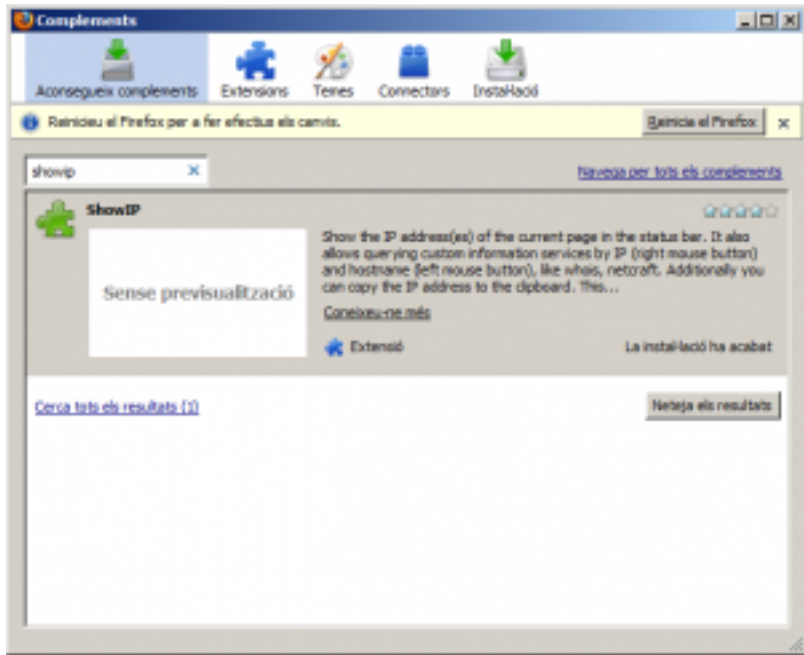 Complements
Aconsegueix complements
Extensions
Temes
Connectors
Instal·lació
Reinicieu el Firefox per a fer efectius els canvis.
Reinicia el Firefox
showip
Navega per tots els complements
ShowIP
Sense previsualització
Show the IP address(es) of the current page in the status bar. It also
allows querying custom information services by IP (right mouse button)
and hostname (left mouse button), like whois, netcraft. Additionally you
can copy the IP address to the clipboard. This...
Coneixeu-ne més
Extensió
La instal·lació ha acabat
Cerca tots els resultats (1)
Neteja els resultats